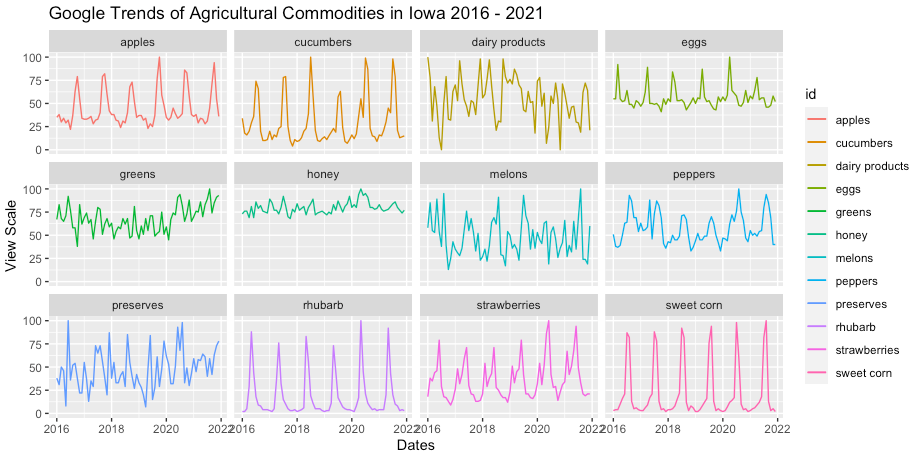 Google Trends of Agricultural Commodities in Iowa 2016 - 2021
apples cucumbers dairy products eggs
100
75
50
25
0
greens honey melons peppers
100
75
50
25
0
preserves rhubarb strawberries sweet corn
100
75
50
25
0
2016 2018 2020 2022 2016 2018 2020 2022 2016 2018 2020 2022 2016 2018 2020 2022
Dates
View Scale
id
apples
cucumbers
dairy products
eggs
greens
honey
melons
peppers
preserves
rhubarb
strawberries
sweet corn